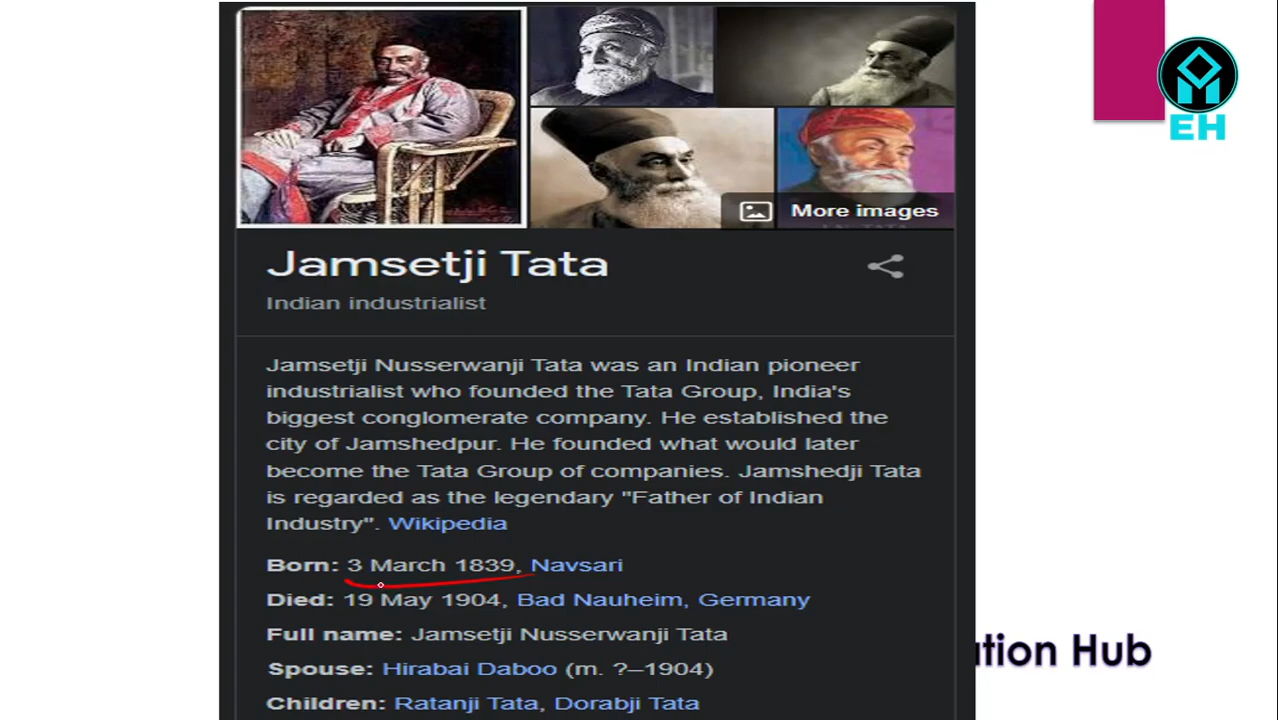 EH
More images
Jamsetji Tata
Indian industrialist
Jamsetji Nusserwanji Tata was an Indian pioneer
industrialist who founded the Tata Group, India's
biggest conglomerate company. He established the
city of Jamshedpur. He founded what would later
become the Tata Group of companies. Jamshedji Tata
is regarded as the legendary "Father of Indian
Industry". Wikipedia
Born: 3 March 1839, Navsari
Died: 19 May 1904, Bad Nauheim, Germany
Full name: Jamsetji Nusserwanji Tata
ation Hub
Spouse: Hirabai Daboo (m. ?–1904)
Children: Ratanji Tata, Dorabji Tata